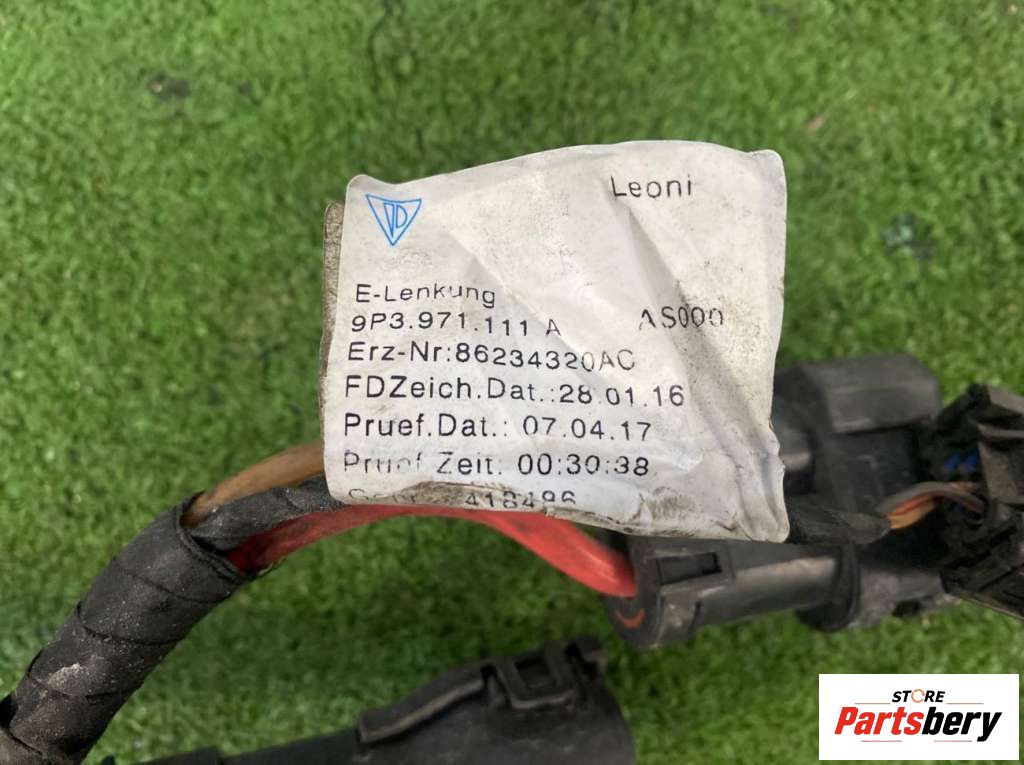 Leoni
E-Lenkung
9P3.971.111 A AS000
Erz-Nr:86234320AC
FDZeich.Dat.:28.01.16
Pruef.Dat.: 07.04.17
Pruef Zeit: 00:30:38
418486
STORE
Partsbery